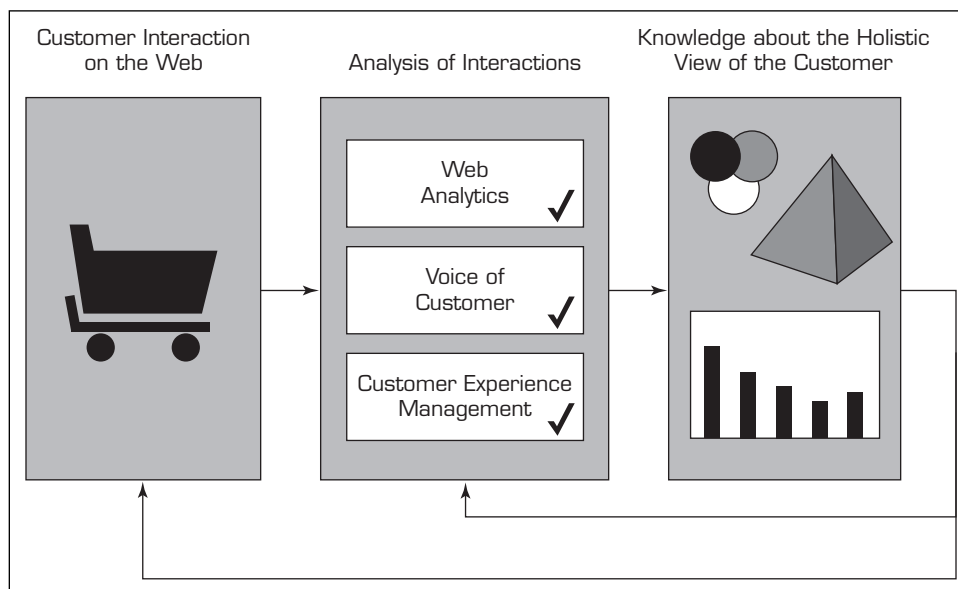 Customer Interaction
on the Web
Analysis of Interactions
Knowledge about the Holistic
View of the Customer
Web
Analytics
Voice of
Customer
Customer Experience
Management